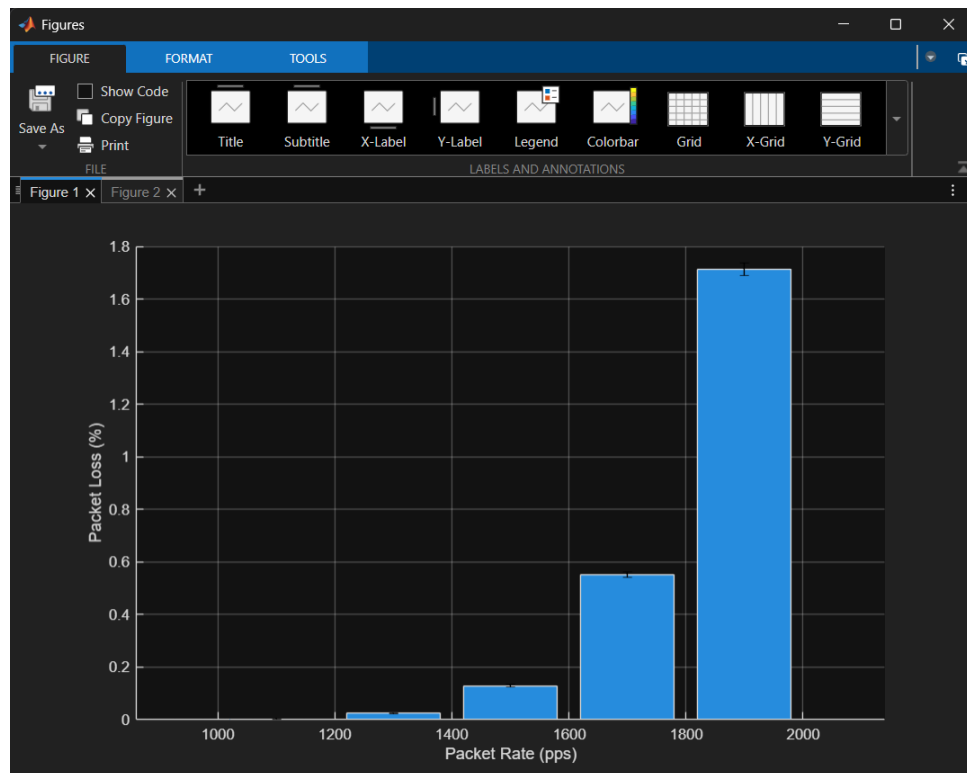 Figures
FIGURE FORMAT TOOLS
Show Code
Copy Figure
Save As
Print
Title Subtitle X-Label Y-Label Legend Colorbar Grid X-Grid Y-Grid
FILE LABELS AND ANNOTATIONS
Figure 1 Figure 2
1.8
1.6
1.4
1.2
1
0.8
0.6
0.4
0.2
0
Packet Loss (%)
1000 1200 1400 1600 1800 2000
Packet Rate (pps)